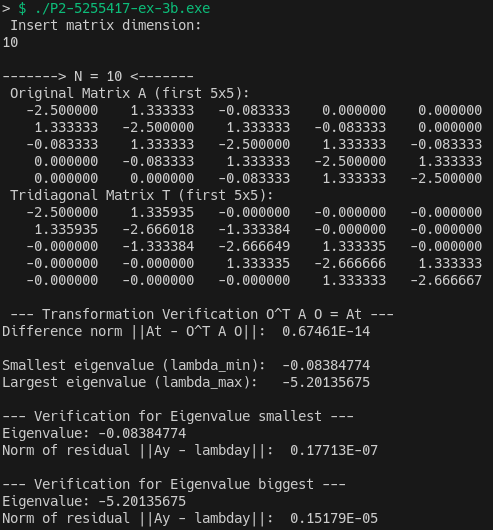 > $ ./P2-5255417-ex-3b.exe
Insert matrix dimension:
10
-------> N = 10 <-------
Original Matrix A (first 5x5):
-2.500000 1.333333 -0.083333 0.000000 0.000000
1.333333 -2.500000 1.333333 -0.083333 0.000000
-0.083333 1.333333 -2.500000 1.333333 -0.083333
0.000000 -0.083333 1.333333 -2.500000 1.333333
0.000000 0.000000 -0.083333 1.333333 -2.500000
Tridiagonal Matrix T (first 5x5):
-2.500000 1.335935 -0.000000 -0.000000 -0.000000
1.335935 -2.666018 -1.333384 -0.000000 0.000000
-0.000000 -1.333384 -2.666649 1.333335 -0.000000
-0.000000 -0.000000 1.333335 -2.666666 1.333333
-0.000000 -0.000000 -0.000000 1.333333 -2.666667
--- Transformation Verification O^T A O = At ---
Difference norm ||At - O^T A O||: 0.67461E-14
Smallest eigenvalue (lambda_min): -0.08384774
Largest eigenvalue (lambda_max): -5.20135675
--- Verification for Eigenvalue smallest ---
Eigenvalue: -0.08384774
Norm of residual ||Ay - lambday||: 0.17713E-07
--- Verification for Eigenvalue biggest ---
Eigenvalue: -5.20135675
Norm of residual ||Ay - lambday||: 0.15179E-05